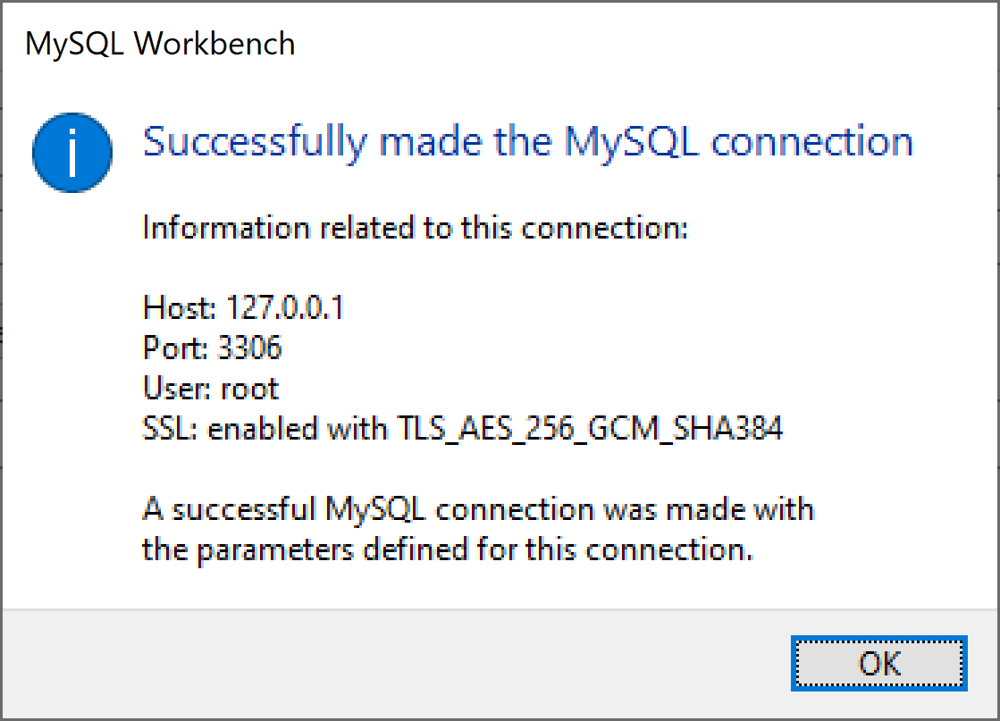 MySQL Workbench
Successfully made the MySQL connection
Information related to this connection:
Host: 127.0.0.1
Port: 3306
User: root
SSL: enabled with TLS_AES_256_GCM_SHA384
A successful MySQL connection was made with
the parameters defined for this connection.
OK